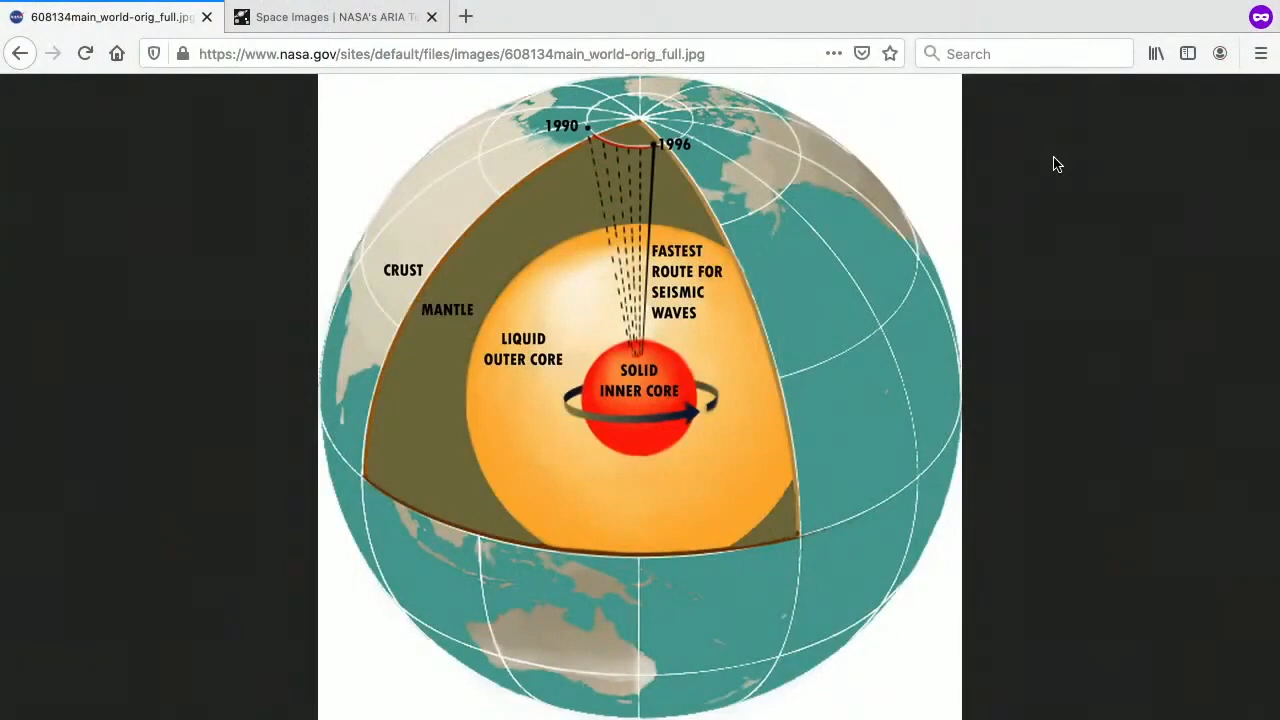 608134main_world-orig_full.jpg
Space Images | NASA's ARIA To
https://www.nasa.gov/sites/default/files/images/608134main_world-orig_full.jpg
Search
1990
1996
CRUST
MANTLE
LIQUID
OUTER CORE
FASTEST
ROUTE FOR
SEISMIC
WAVES
SOLID
INNER CORE